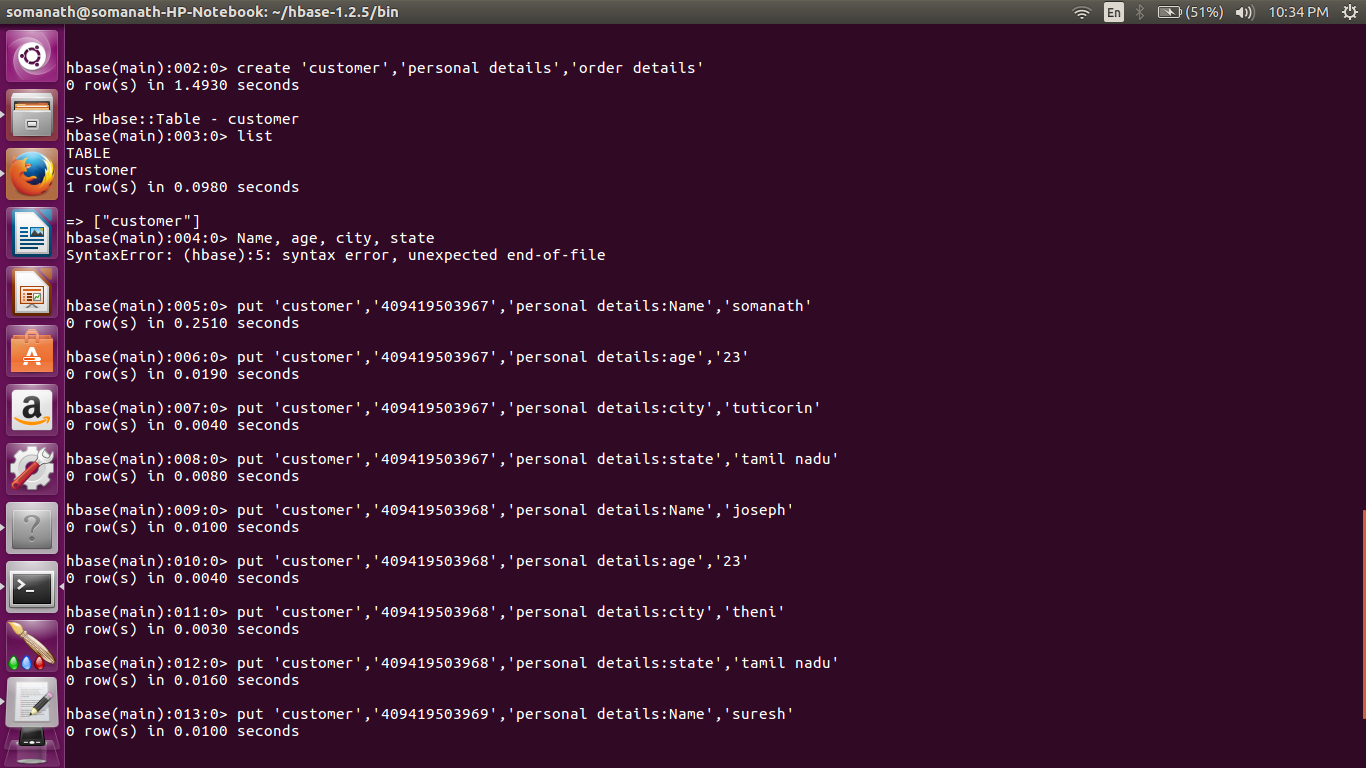 somanath@somanath-HP-Notebook: ~/hbase-1.2.5/bin
En
(51%)
10:34 PM
hbase(main):002:0> create 'customer','personal details','order details'
0 row(s) in 1.4930 seconds
=> Hbase::Table - customer
hbase(main):003:0> list
TABLE
customer
1 row(s) in 0.0980 seconds
=> ["customer"]
hbase(main):004:0> Name, age, city, state
SyntaxError: (hbase):5: syntax error, unexpected end-of-file
hbase(main):005:0> put 'customer','409419503967','personal details:Name','somanath'
0 row(s) in 0.2510 seconds
hbase(main):006:0> put 'customer','409419503967','personal details:age','23'
0 row(s) in 0.0190 seconds
hbase(main):007:0> put 'customer','409419503967','personal details:city','tuticorin'
0 row(s) in 0.0040 seconds
hbase(main):008:0> put 'customer','409419503967','personal details:state','tamil nadu'
0 row(s) in 0.0080 seconds
hbase(main):009:0> put 'customer','409419503968','personal details:Name','joseph'
0 row(s) in 0.0100 seconds
hbase(main):010:0> put 'customer','409419503968','personal details:age','23'
0 row(s) in 0.0040 seconds
hbase(main):011:0> put 'customer','409419503968','personal details:city','theni'
0 row(s) in 0.0030 seconds
hbase(main):012:0> put 'customer','409419503968','personal details:state','tamil nadu'
0 row(s) in 0.0160 seconds
hbase(main):013:0> put 'customer','409419503969','personal details:Name','suresh'
0 row(s) in 0.0100 seconds